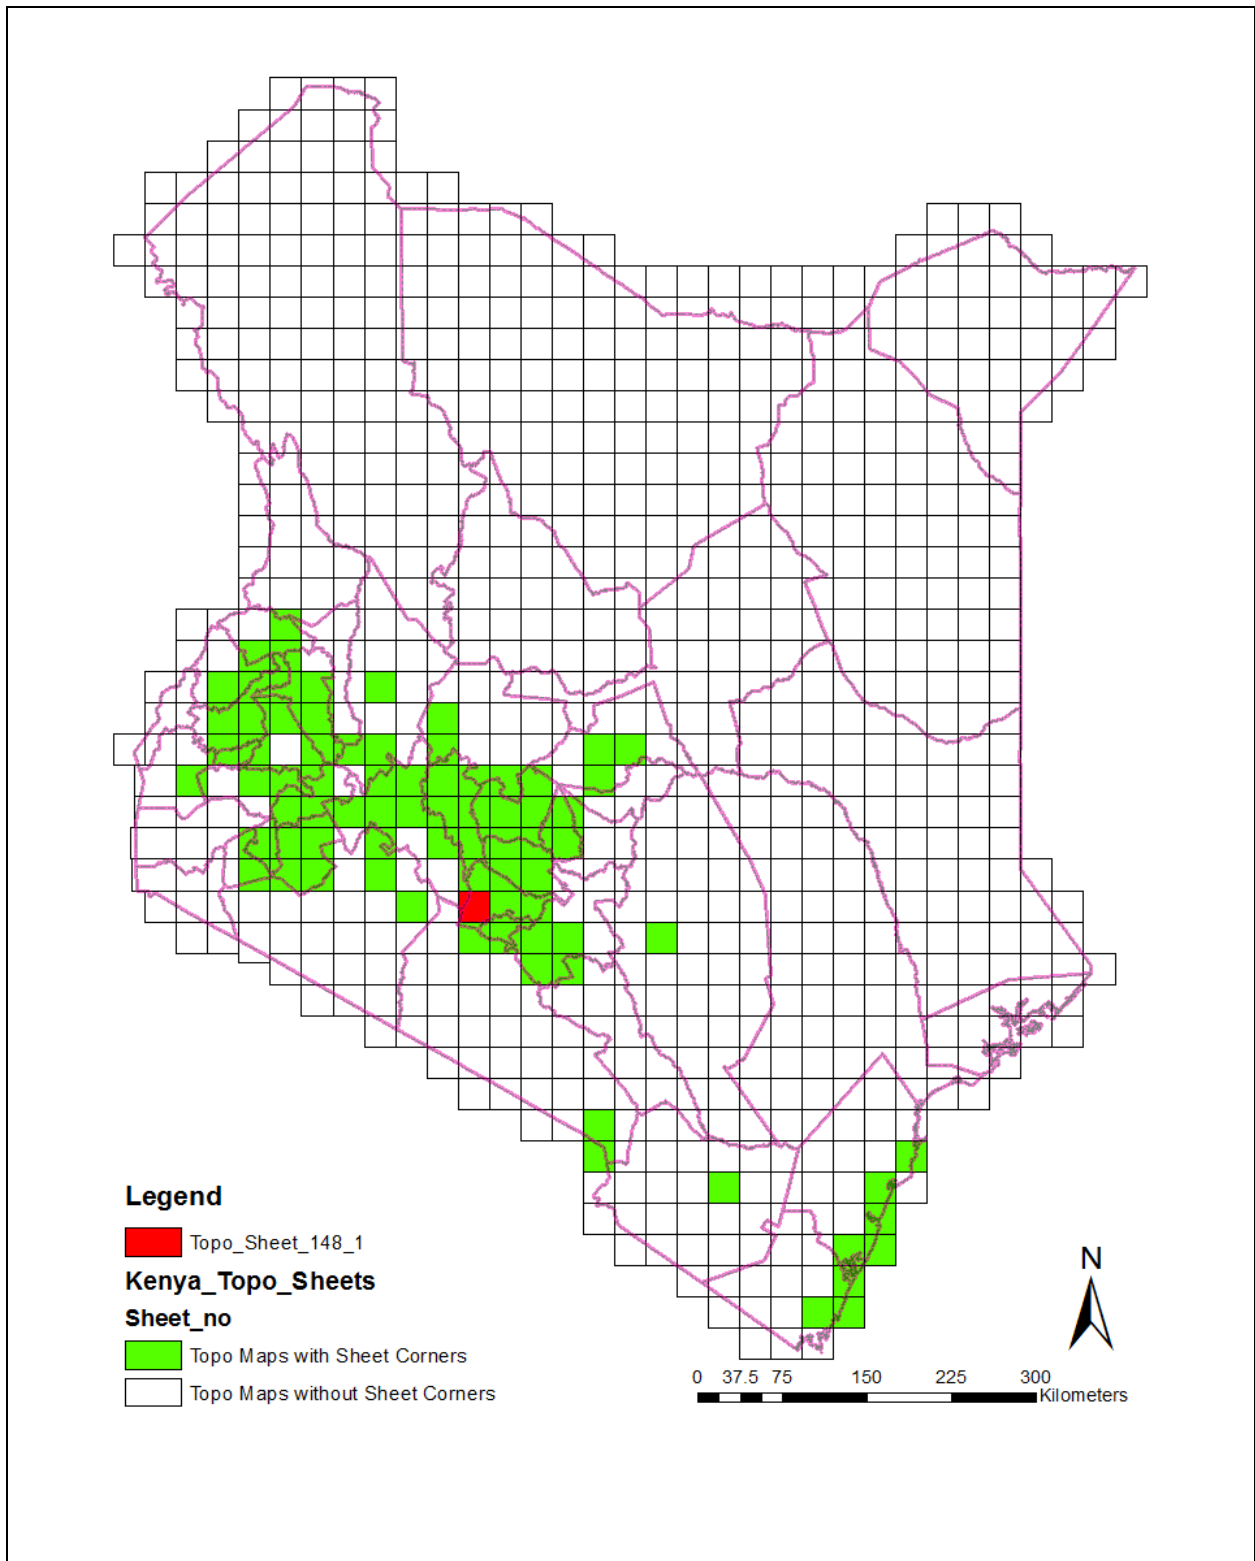 Legend
Topo_Sheet_148_1
Kenya_Topo_Sheets
Sheet_no
Topo Maps with Sheet Corners
Topo Maps without Sheet Corners
N
0 37.5 75 150 225 300
Kilometers